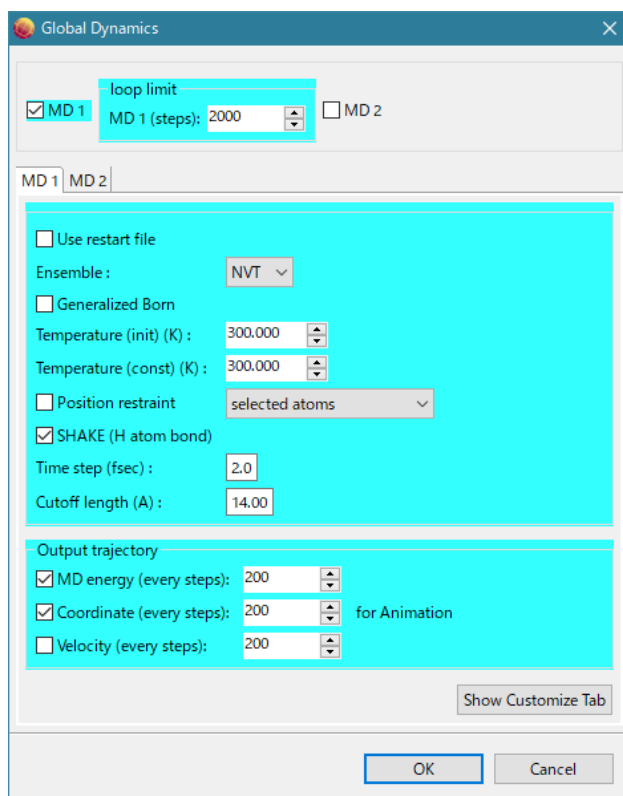 Global Dynamics
loop limit
MD 1 MD 1 (steps): 2000 MD 2
MD 1 MD 2
Use restart file
Ensemble : NVT
Generalized Born
Temperature (init) (K) : 300.000
Temperature (const) (K) : 300.000
Position restraint selected atoms
SHAKE (H atom bond)
Time step (fsec) : 2.0
Cutoff length (A) : 14.00
Output trajectory
MD energy (every steps): 200
Coordinate (every steps): 200 for Animation
Velocity (every steps): 200
Show Customize Tab
OK Cancel